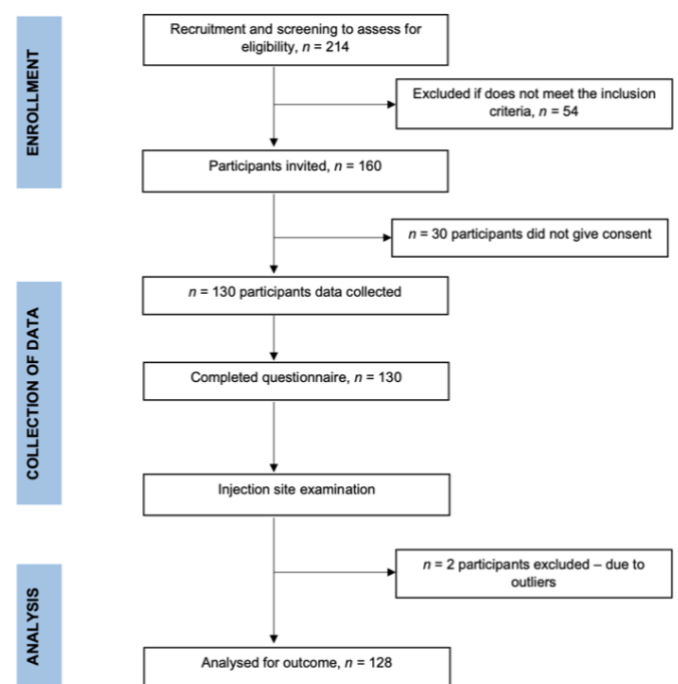 ENROLLMENT
Recruitment and screening to assess for
eligibility, n = 214
Excluded if does not meet the inclusion
criteria, n = 54
Participants invited, n = 160
n = 30 participants did not give consent
COLLECTION OF DATA
n = 130 participants data collected
Completed questionnaire, n = 130
Injection site examination
ANALYSIS
n = 2 participants excluded – due to
outliers
Analysed for outcome, n = 128